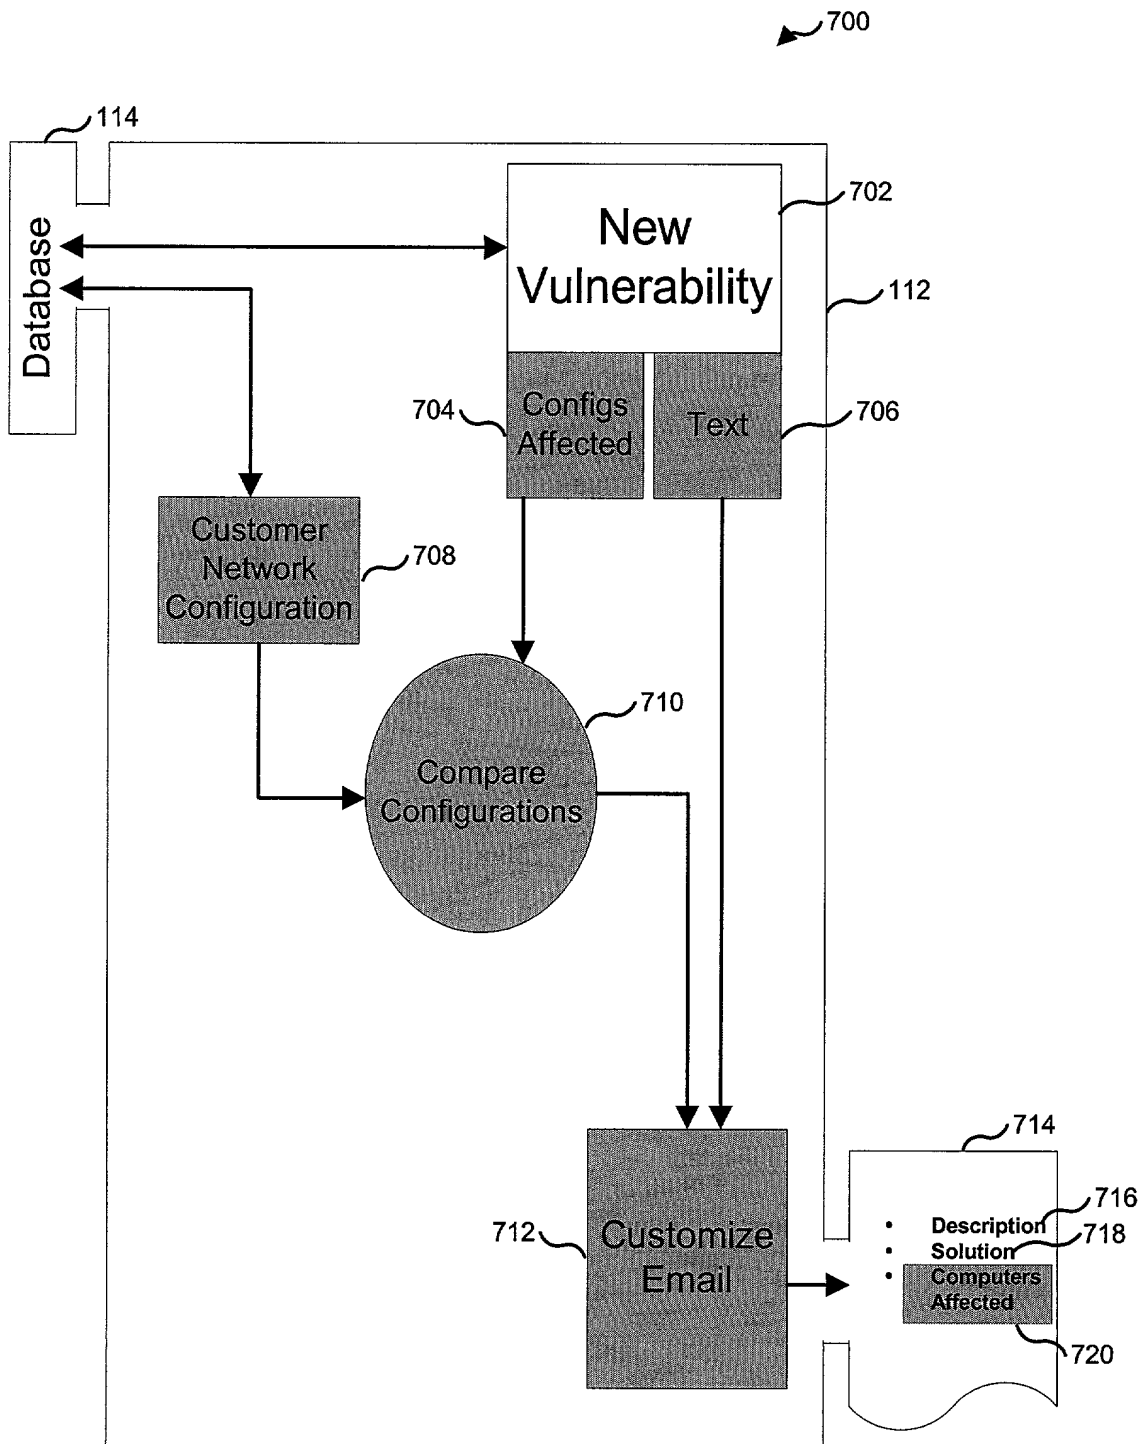 700
114
Database
702
New
Vulnerability
112
704
Configs
Affected
Text
706
Customer
Network
Configuration
708
710
Compare
Configurations
714
712
Customize
Email
• Description
716
• Solution
718
• Computers
Affected
720